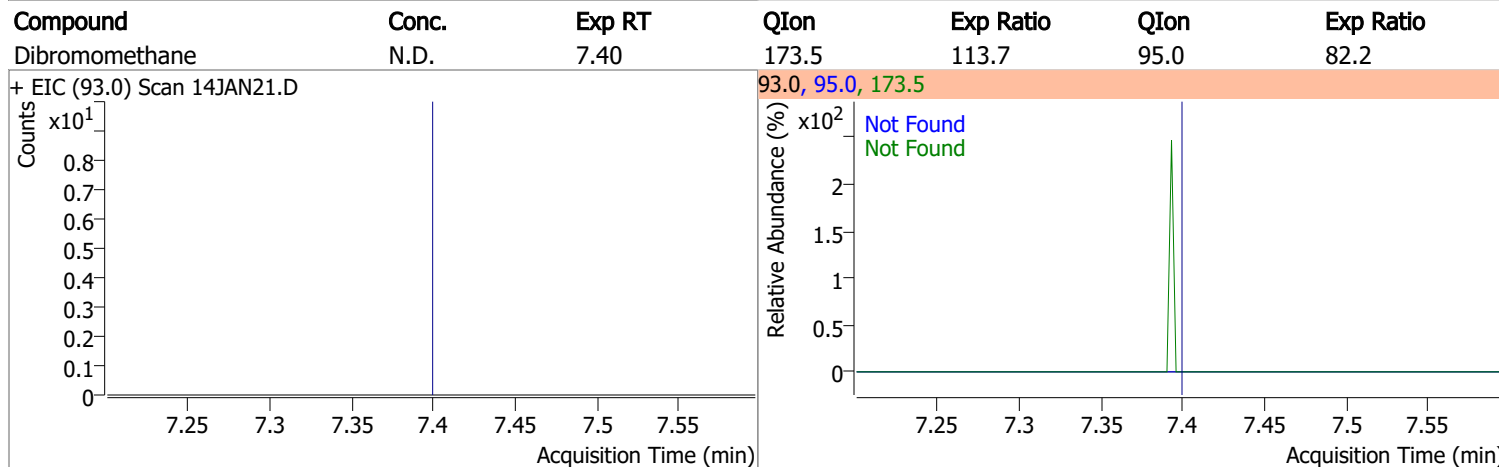 Compound Conc. Exp RT QIon Exp Ratio QIon Exp Ratio
Dibromomethane N.D. 7.40 173.5 113.7 95.0 82.2
+ EIC (93.0) Scan 14JAN21.D
Counts
x101
0.8
0.7
0.6
0.5
0.4
0.3
0.2
0.1
0
7.25 7.3 7.35 7.4 7.45 7.5 7.55
Acquisition Time (min)
93.0, 95.0, 173.5
Relative Abundance (%)
x102
Not Found
Not Found
2
1.5
1
0.5
0
7.25 7.3 7.35 7.4 7.45 7.5 7.55
Acquisition Time (min)